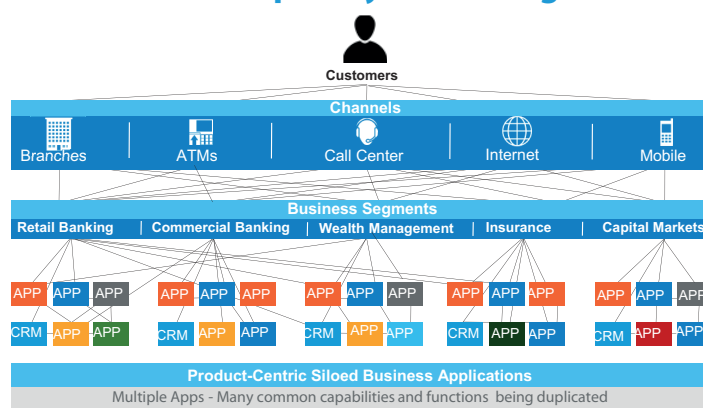 Customers
Channels
Branches ATMs Call Center Internet Mobile
Business Segments
Retail Banking | Commercial Banking | Wealth Management | Insurance | Capital Markets
APP APP APP APP APP APP APP APP APP APP APP APP APP APP APP
CRM APP APP CRM APP APP CRM APP APP CRM APP APP CRM APP APP
Product-Centric Siloed Business Applications
Multiple Apps - Many common capabilities and functions being duplicated